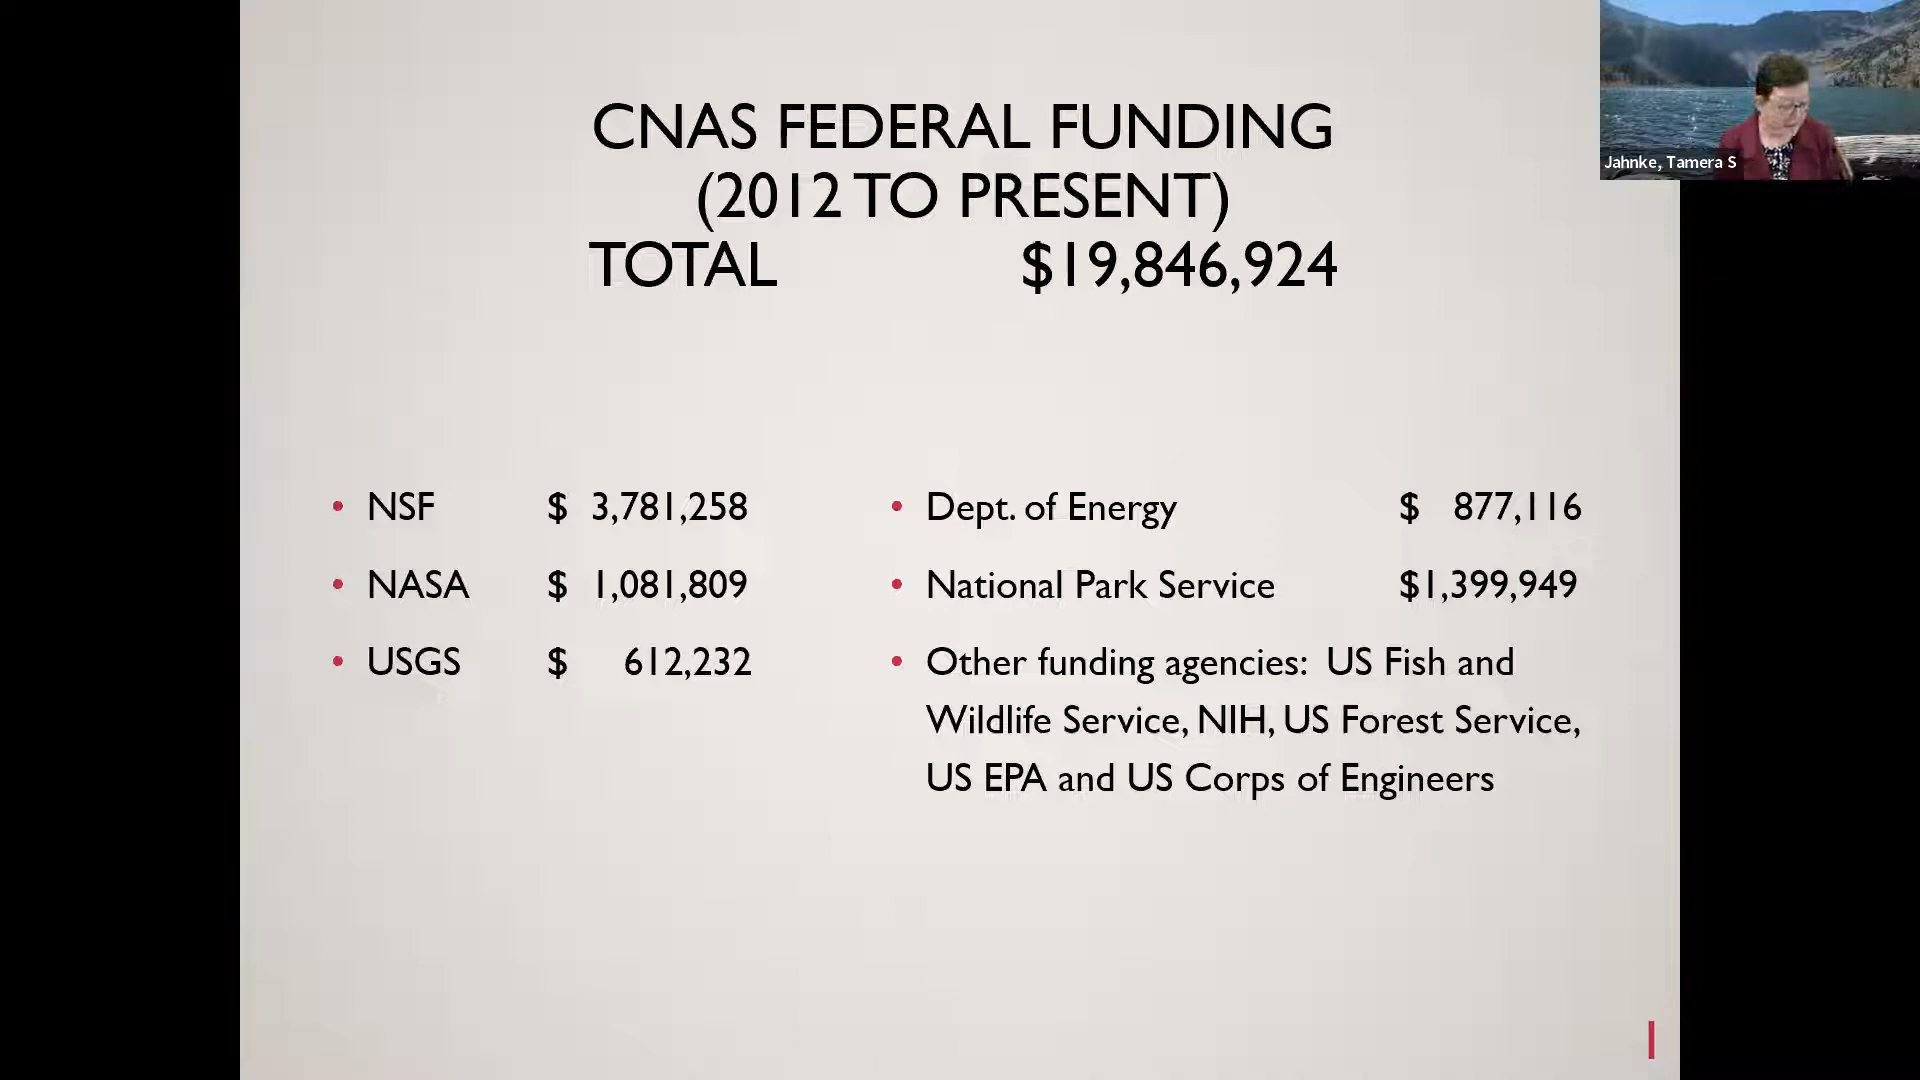 CNAS FEDERAL FUNDING
(2012 TO PRESENT)
TOTAL $19,846,924
Jahnke, Tamera S
• NSF $ 3,781,258
• NASA $ 1,081,809
• USGS $ 612,232
• Dept. of Energy $ 877,116
• National Park Service $1,399,949
• Other funding agencies: US Fish and
Wildlife Service, NIH, US Forest Service,
US EPA and US Corps of Engineers
1